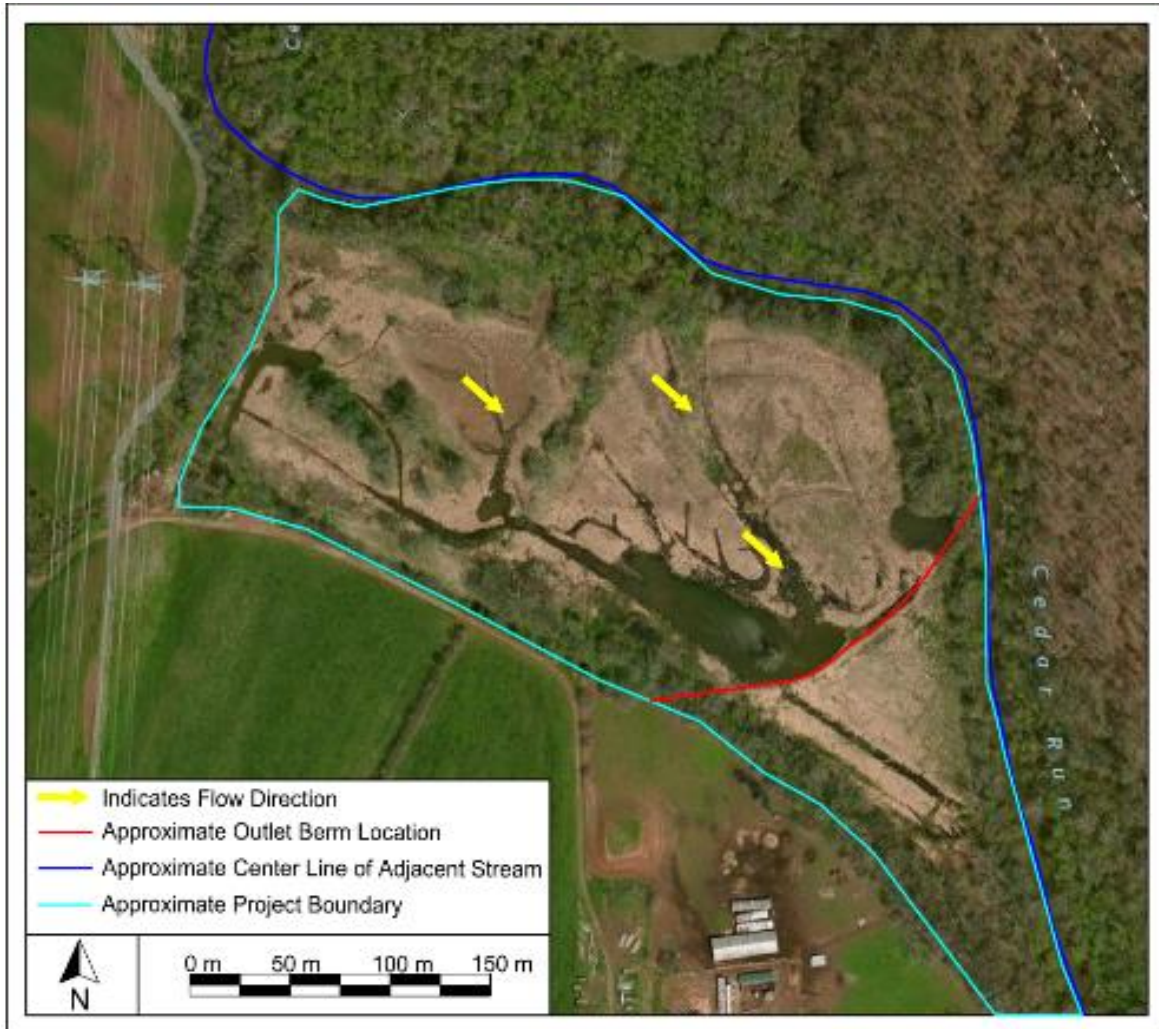 Ce
Cedar Run
Indicates Flow Direction
Approximate Outlet Berm Location
Approximate Center Line of Adjacent Stream
Approximate Project Boundary
0 m 50 m 100 m 150 m
N